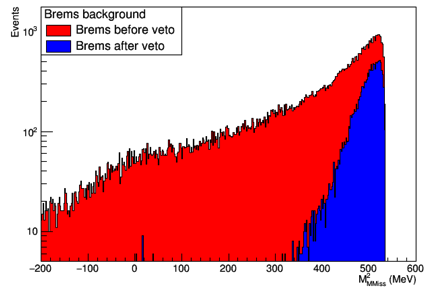 Brems background
Brems before veto
Brems after veto
Events
10³
10²
10
−200 −100 0 100 200 300 400 500 600
M²MMiss (MeV)